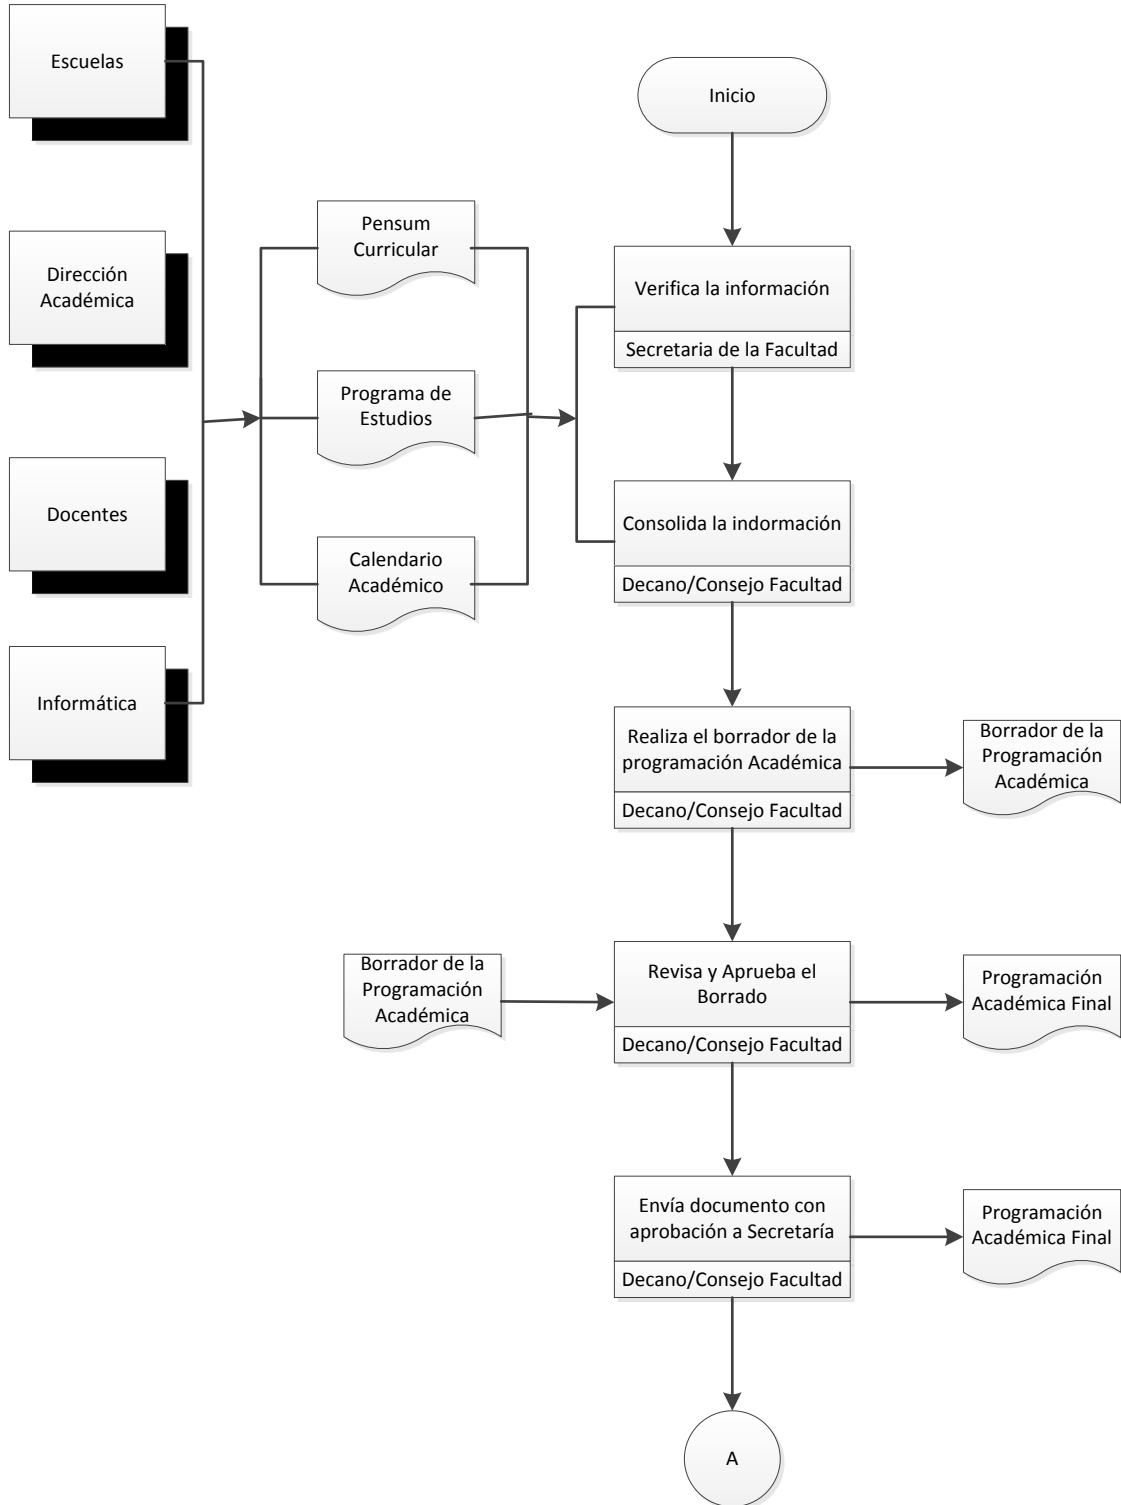 Escuelas
Inicio
Pensum
Curricular
Dirección
Académica
Verifica la información
Secretaria de la Facultad
Programa de
Estudios
Docentes
Consolida la indormación
Decano/Consejo Facultad
Calendario
Académico
Informática
Realiza el borrador de la
programación Académica
Decano/Consejo Facultad
Borrador de la
Programación
Académica
Borrador de la
Programación
Académica
Revisa y Aprueba el
Borrado
Decano/Consejo Facultad
Programación
Académica Final
Envía documento con
aprobación a Secretaría
Decano/Consejo Facultad
Programación
Académica Final
A